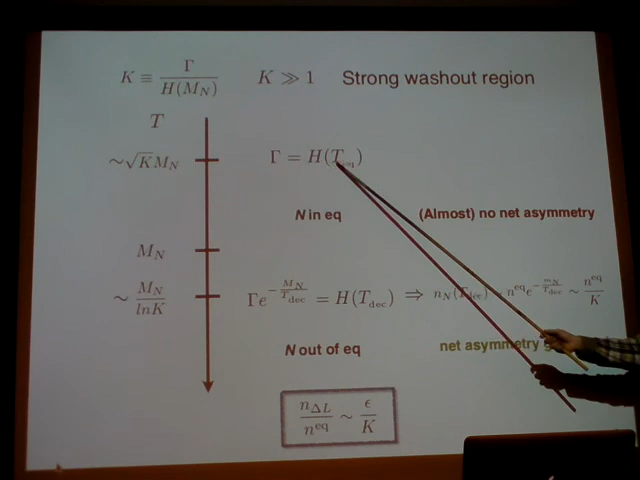 K ≡ Γ / H(M_N) K ≫ 1 Strong washout region
T
~√K M_N Γ = H(T_eq)
N in eq (Almost) no net asymmetry
M_N
~ M_N / lnK Γe^{-M_N/T_dec} = H(T_dec) ⇒ n_N(T_dec) ~ n^eq e^{-m_N/T_dec} ~ n^eq / K
N out of eq net asymmetry
n_ΔL / n^eq ~ ϵ / K